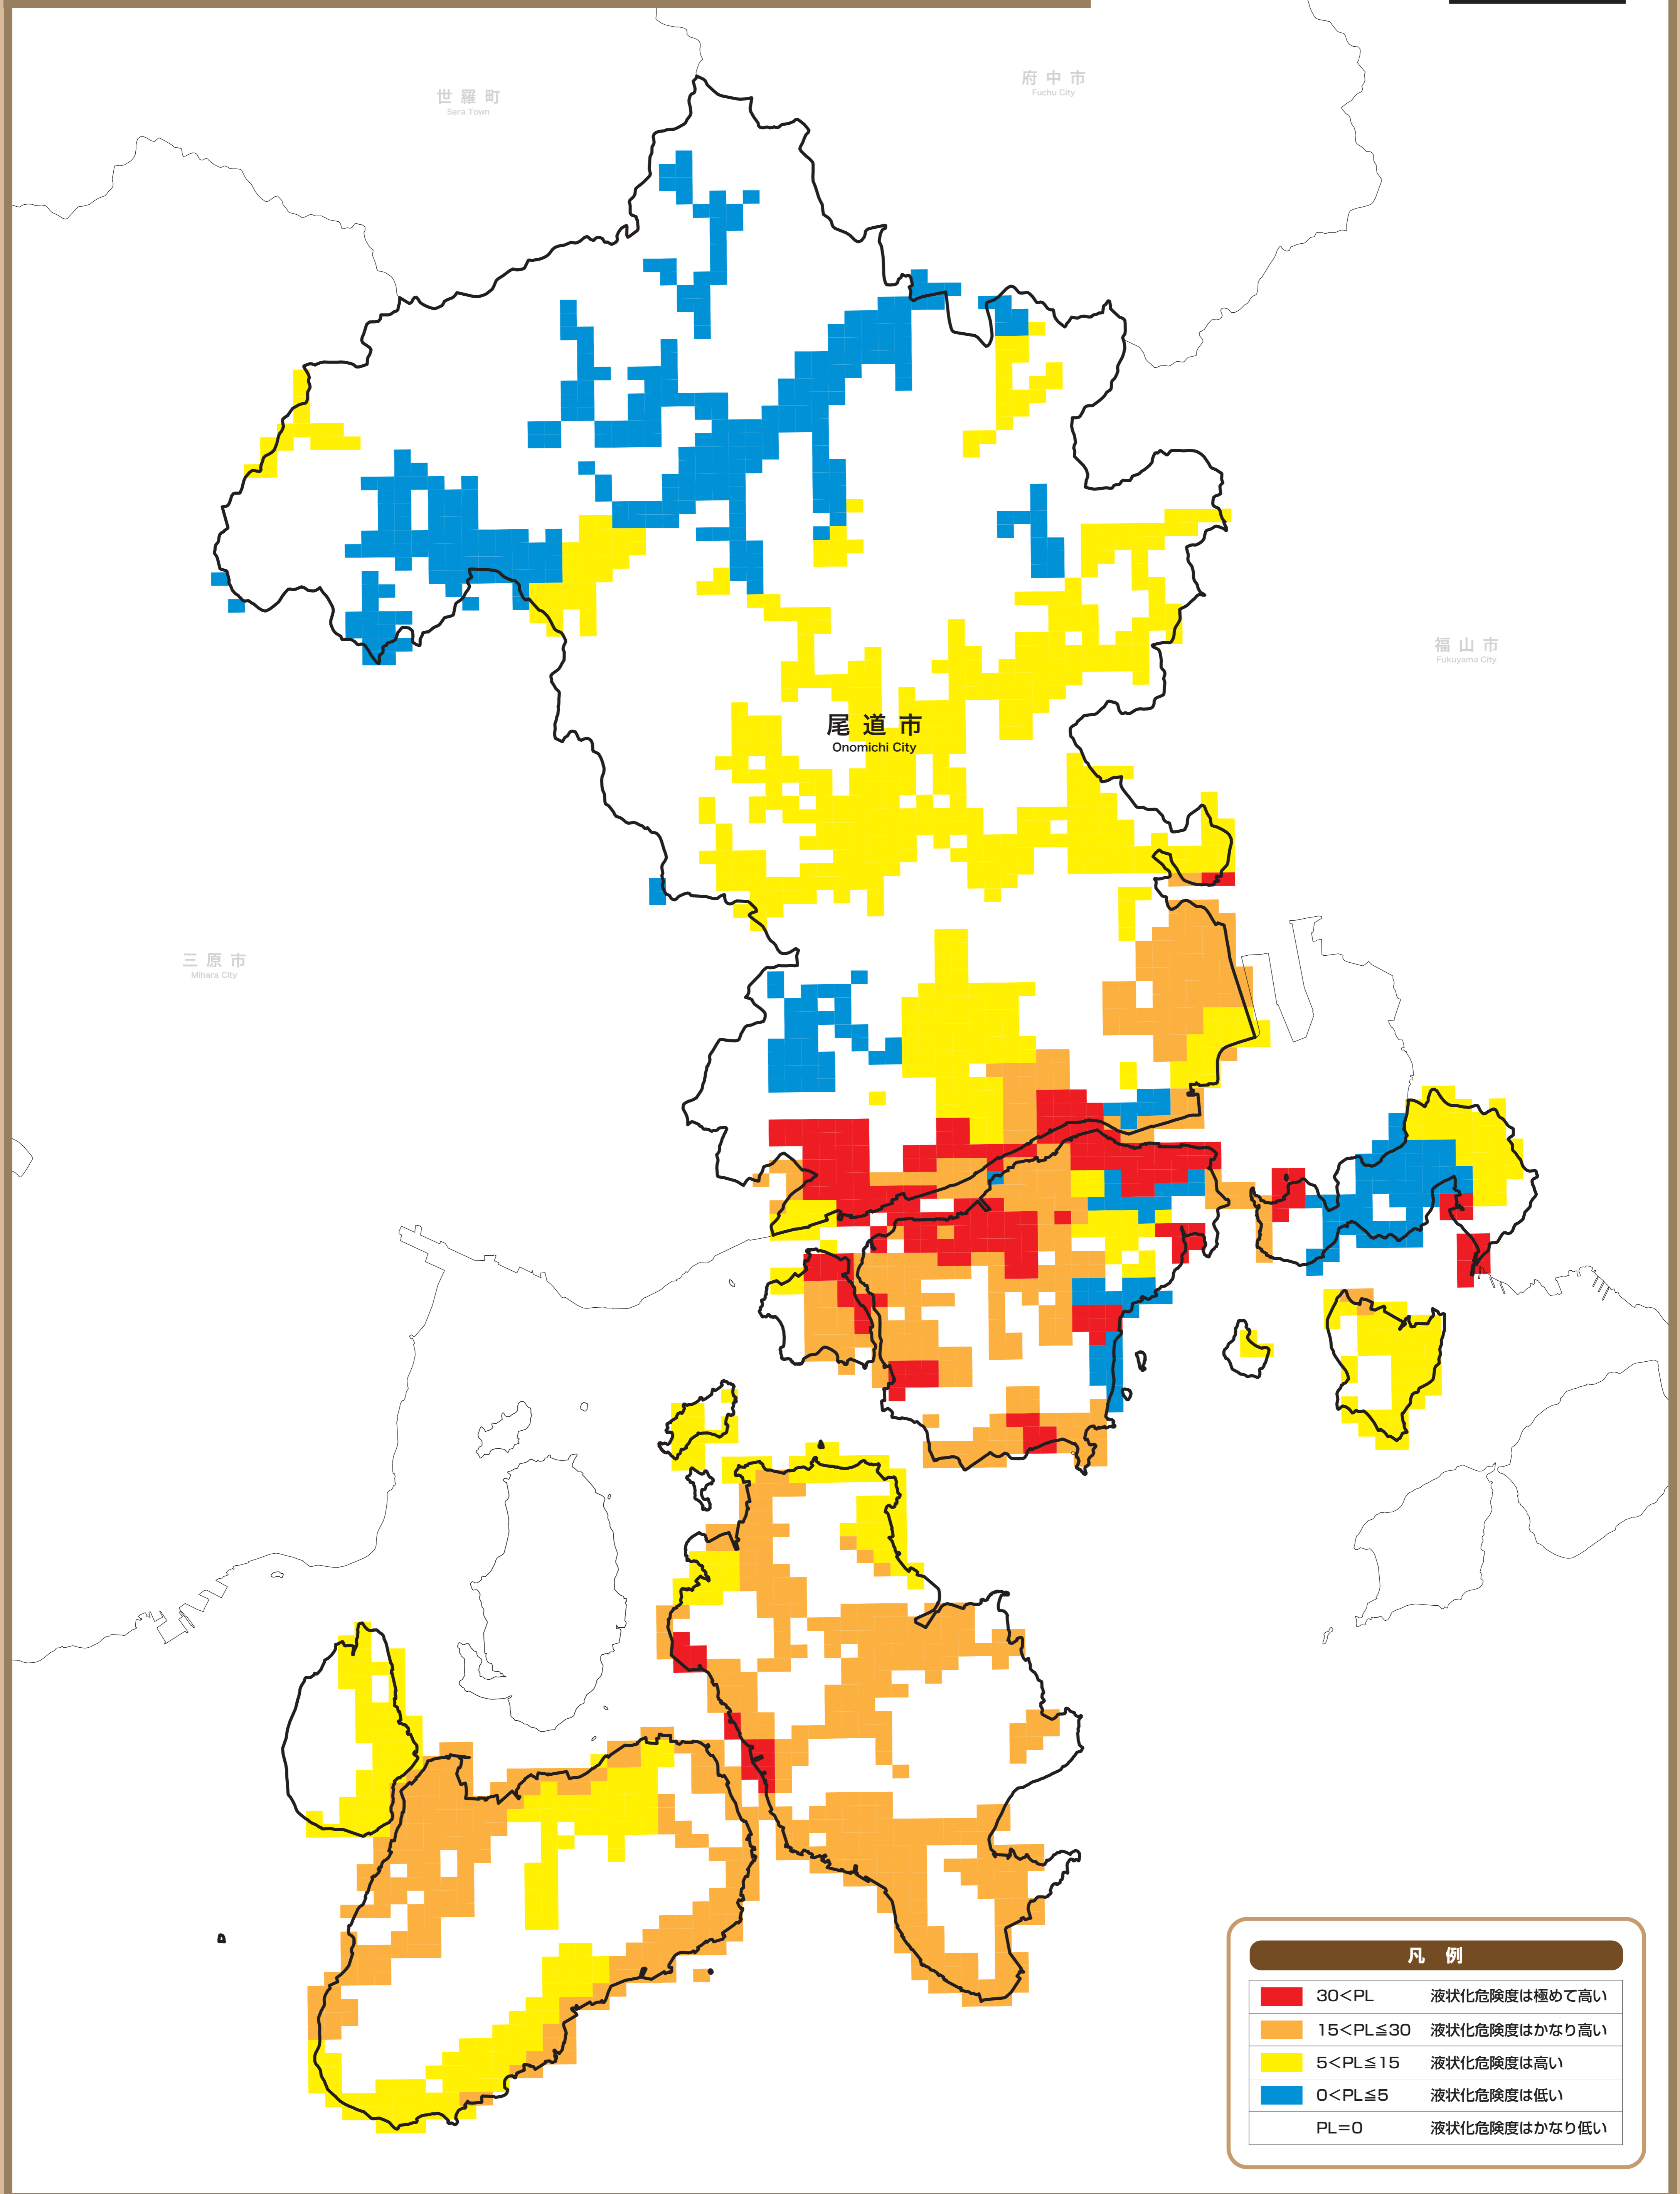 世羅町
Sera Town
府中市
Fuchu City
福山市
Fukuyama City
尾道市
Onomichi City
三原市
Mihara City
凡 例
30<PL 液状化危険度は極めて高い
15<PL≦30 液状化危険度はかなり高い
5<PL≦15 液状化危険度は高い
0<PL≦5 液状化危険度は低い
PL=0 液状化危険度はかなり低い